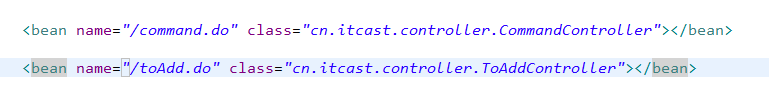 <bean name="/command.do" class="cn.itcast.controller.CommandController"></bean>
<bean name="/toAdd.do" class="cn.itcast.controller.ToAddController"></bean>